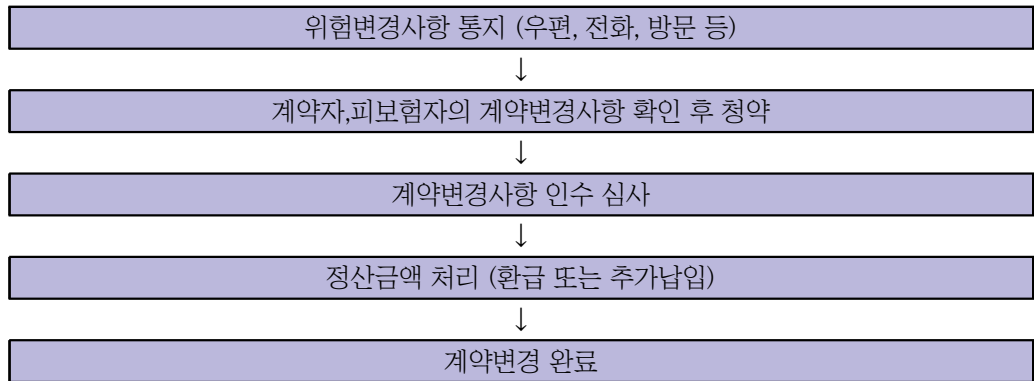 위험변경사항 통지 (우편, 전화, 방문 등)
↓
계약자,피보험자의 계약변경사항 확인 후 청약
↓
계약변경사항 인수 심사
↓
정산금액 처리 (환급 또는 추가납입)
↓
계약변경 완료